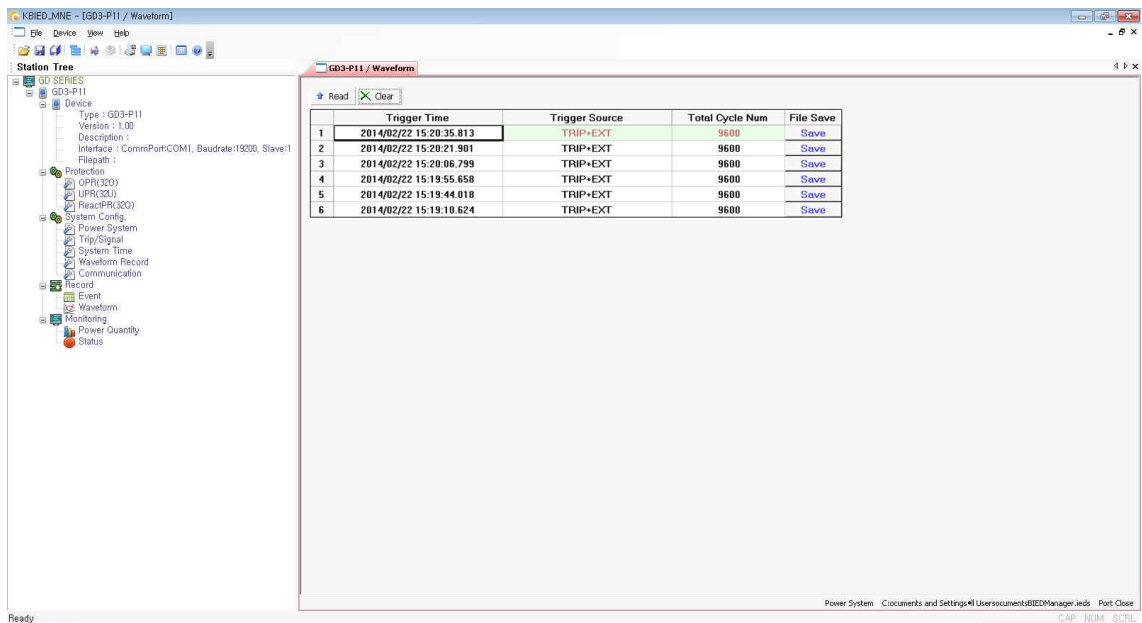 KBIED_MNE - [GD3-P11 / Waveform]
File Device View Help
Station Tree
GD3-P11 / Waveform
GD SERIES
GD3-P11
Device
Type : GD3-P11
Version : 1,00
Description :
Interface : CommPort:COM1, Baudrate:19200, Slave:1
Filepath :
Protection
OPR(32O)
UPR(32U)
ReactPR(32Q)
System Config,
Power System
Trip/Signal
System Time
Waveform Record
Communication
Record
Event
Waveform
Monitoring
Power Quantity
Status
Read Clear
Trigger Time Trigger Source Total Cycle Num File Save
1 2014/02/22 15:20:35.813 TRIP+EXT 9600 Save
2 2014/02/22 15:20:21.901 TRIP+EXT 9600 Save
3 2014/02/22 15:20:06.799 TRIP+EXT 9600 Save
4 2014/02/22 15:19:55.658 TRIP+EXT 9600 Save
5 2014/02/22 15:19:44.018 TRIP+EXT 9600 Save
6 2014/02/22 15:19:10.624 TRIP+EXT 9600 Save
Power System C:ocuments and Settings UsersocumentsBIEDManager.ieds Port Close
Ready
CAP NUM SCRL